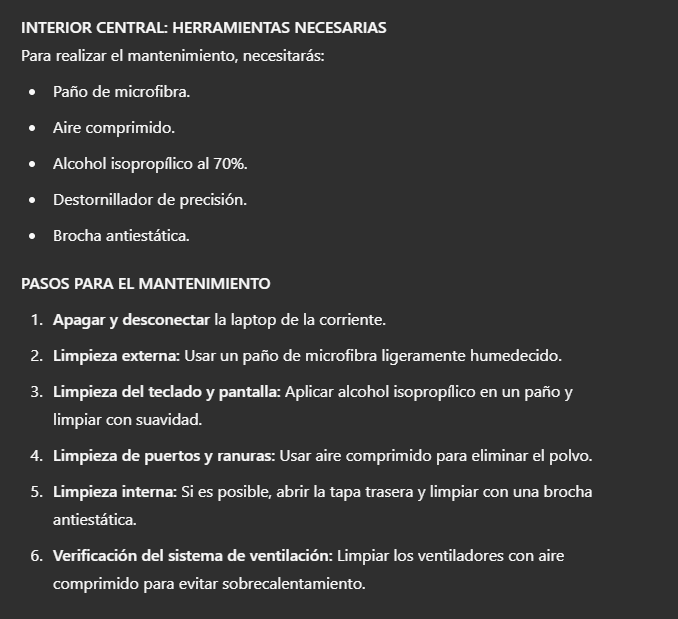 INTERIOR CENTRAL: HERRAMIENTAS NECESARIAS
Para realizar el mantenimiento, necesitarás:
• Paño de microfibra.
• Aire comprimido.
• Alcohol isopropílico al 70%.
• Destornillador de precisión.
• Brocha antiestática.
PASOS PARA EL MANTENIMIENTO
1. Apagar y desconectar la laptop de la corriente.
2. Limpieza externa: Usar un paño de microfibra ligeramente humedecido.
3. Limpieza del teclado y pantalla: Aplicar alcohol isopropílico en un paño y
limpiar con suavidad.
4. Limpieza de puertos y ranuras: Usar aire comprimido para eliminar el polvo.
5. Limpieza interna: Si es posible, abrir la tapa trasera y limpiar con una brocha
antiestática.
6. Verificación del sistema de ventilación: Limpiar los ventiladores con aire
comprimido para evitar sobrecalentamiento.